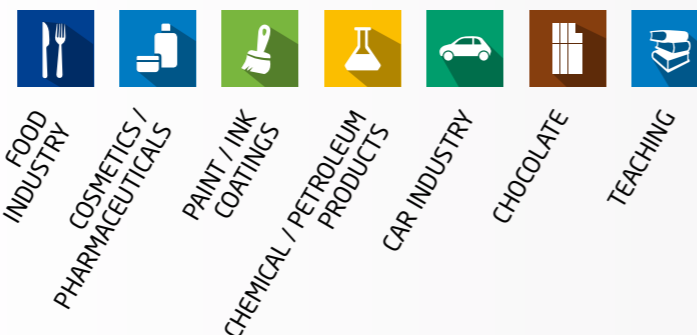 FOOD
INDUSTRY
COSMETICS /
PHARMACEUTICALS
PAINT / INK
COATINGS
CHEMICAL / PETROLEUM
PRODUCTS
CAR INDUSTRY
CHOCOLATE
TEACHING